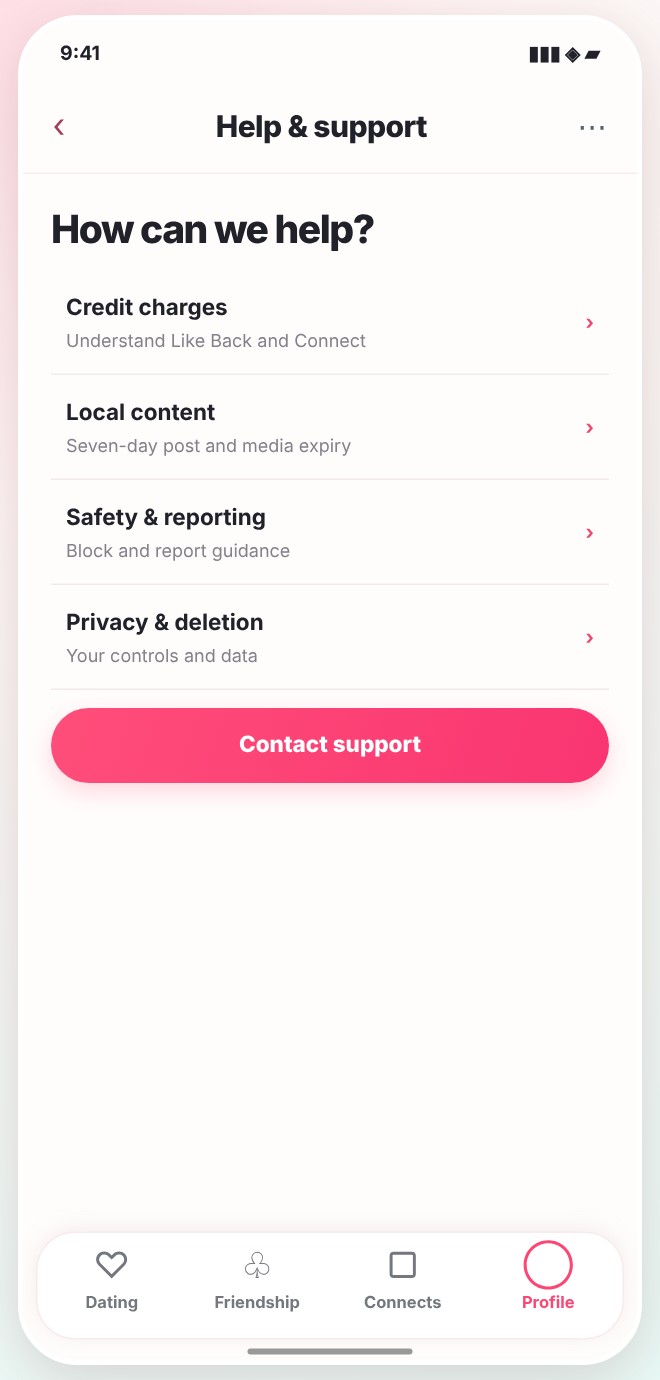 9:41
Help & support
How can we help?
Credit charges
Understand Like Back and Connect
Local content
Seven-day post and media expiry
Safety & reporting
Block and report guidance
Privacy & deletion
Your controls and data
Contact support
Dating
Friendship
Connects
Profile